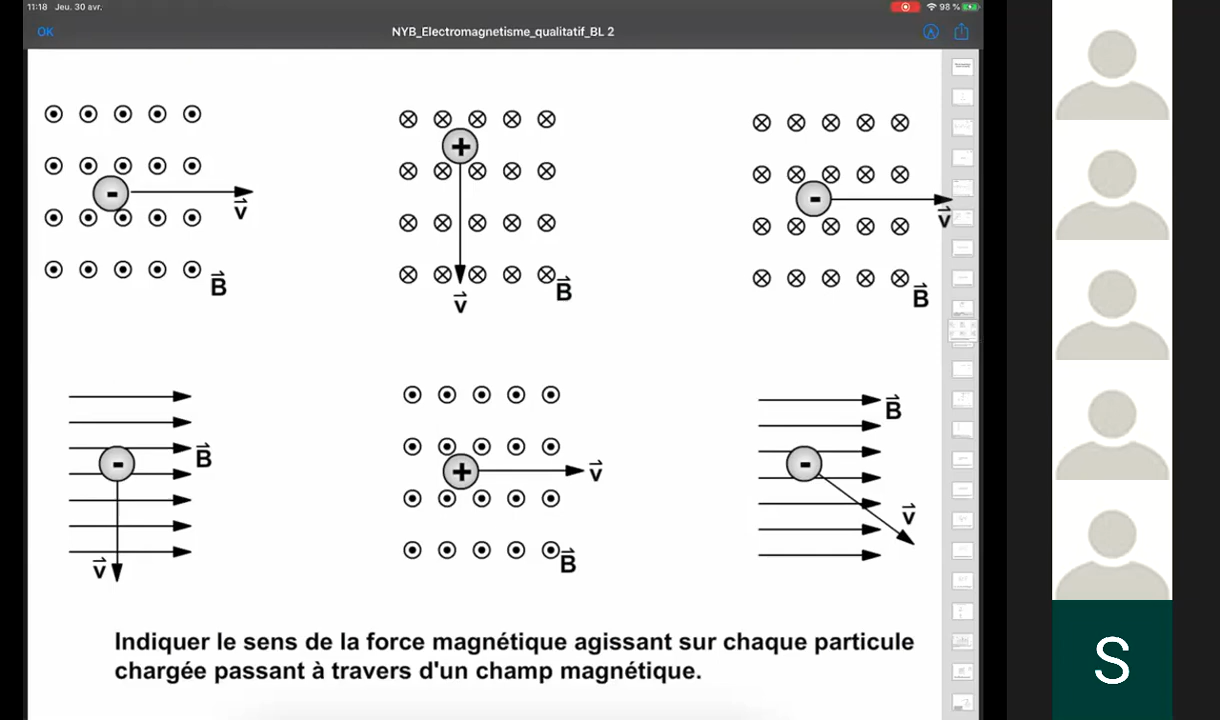 11:18 Jeu. 30 avr.
98 %
OK
NYB_Electromagnetisme_qualitatif_BL 2
+
-
-
v
v
v
B
B
B
B
B
-
+
-
v
v
v
B
Indiquer le sens de la force magnétique agissant sur chaque particule
chargée passant à travers d'un champ magnétique.
S